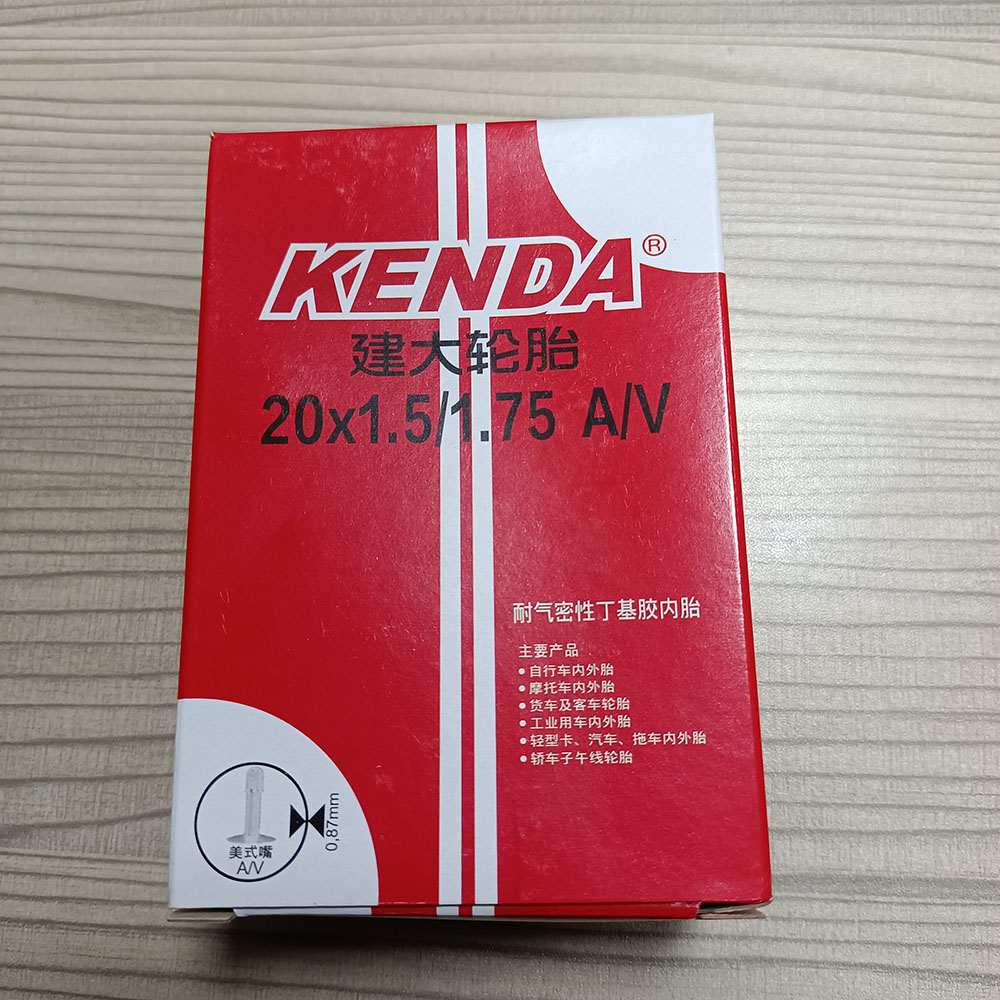 KENDA®
建大轮胎
20x1.5/1.75 A/V
耐气密性丁基胶内胎
主要产品
●自行车内外胎
●摩托车内外胎
●货车及客车轮胎
●工业用车内外胎
●轻型卡、汽车、拖车内外胎
●轿车子午线轮胎
美式嘴
A/V
0,87mm